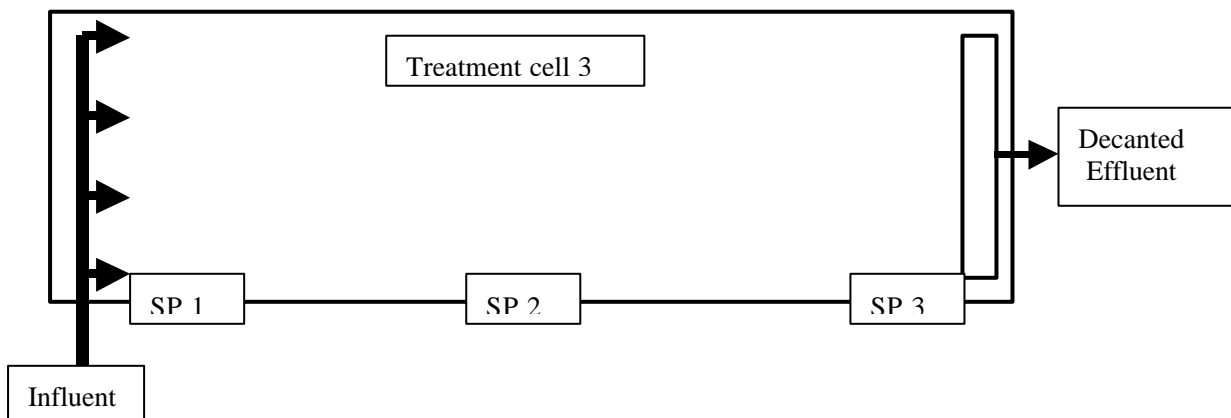 Treatment cell 3
Decanted
Effluent
SP 1
SP 2
SP 3
Influent